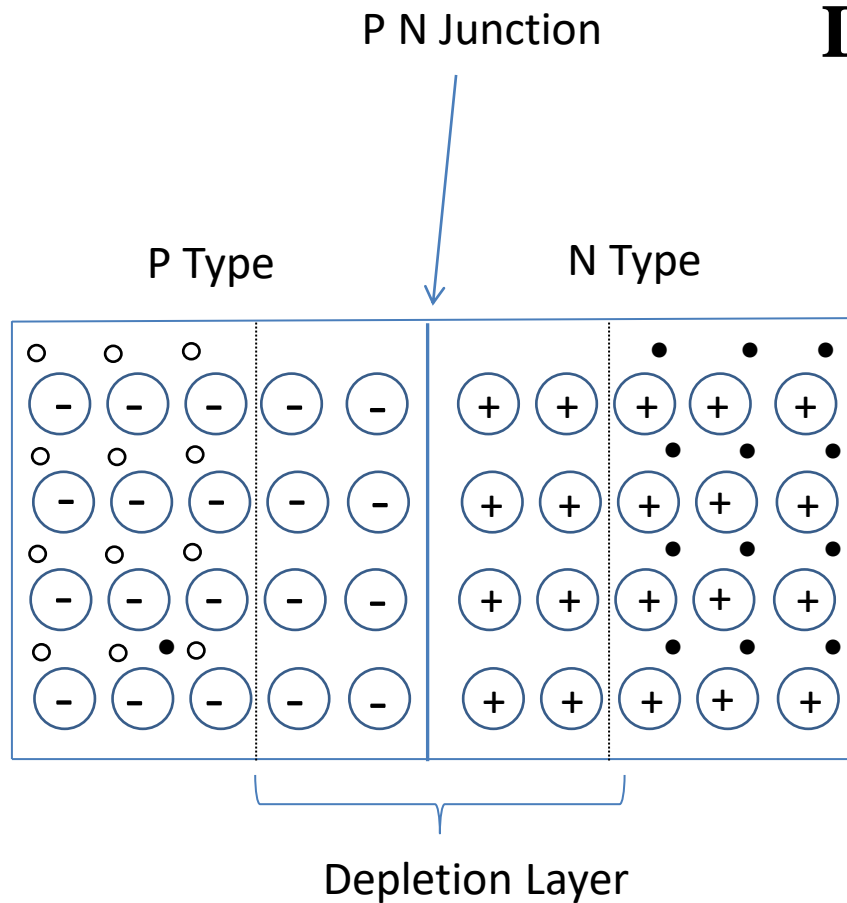 P N Junction
P Type
N Type
- - - - - + + + + +
- - - - - + + + + +
- - - - - + + + + +
- - - - - + + + + +
Depletion Layer